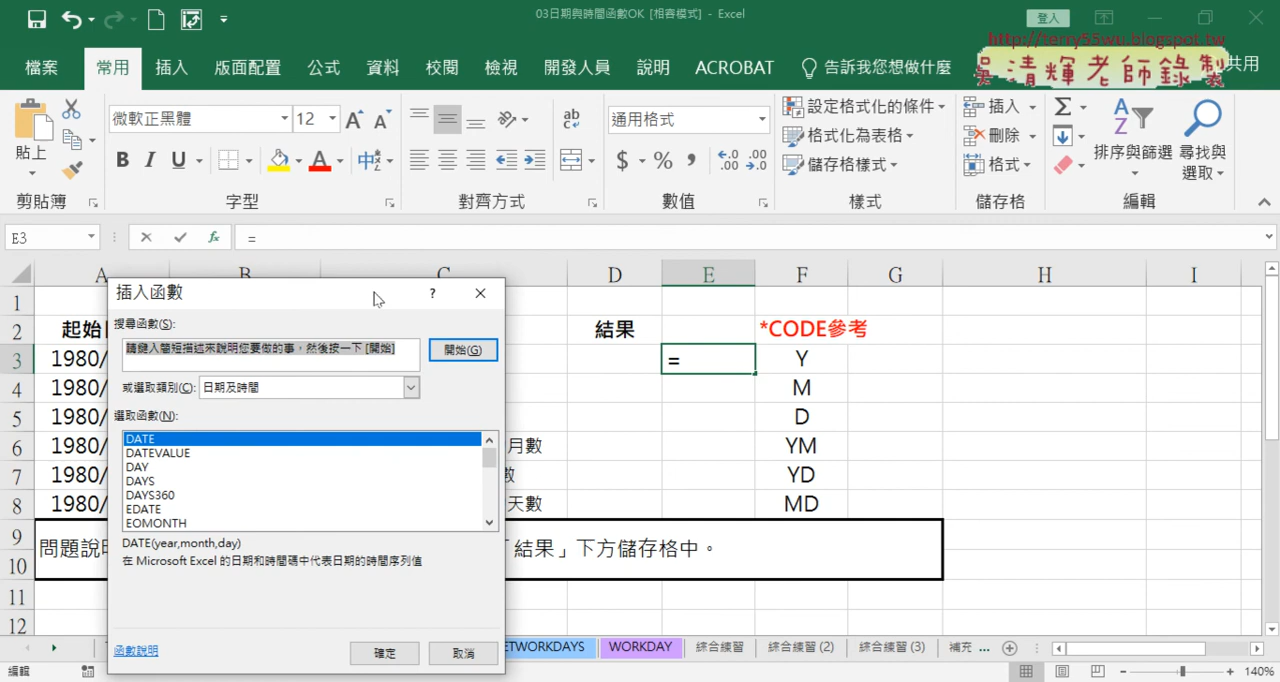 03日期與時間函數OK [相容模式] - Excel
登入
http://terry55wu.blogspot.tw
吳清輝老師錄製
檔案 常用 插入 版面配置 公式 資料 校閱 檢視 開發人員 說明 ACROBAT 告訴我您想做什麼 共用
貼上
微軟正黑體 12
B I U A 中
ab
通用格式
$ % ,
設定格式化的條件
格式化為表格
儲存格樣式
插入
刪除
格式
排序與篩選
尋找與
選取
剪貼簿 字型 對齊方式 數值 樣式 儲存格 編輯
E3 fx =
A B C D E F G H I
1
2 起始 結果 *CODE參考
3 1980/ = Y
4 1980/ M
5 1980/ D
6 1980/ 月數 YM
7 1980/ 數 YD
8 1980/ 天數 MD
9
問題說 「結果」下方儲存格中。
10
11
12
插入函數 ?
搜尋函數(S):
請鍵入簡短描述來說明您要做的事，然後按一下 [開始]
開始(G)
或選取類別(C): 日期及時間
選取函數(N):
DATE
DATEVALUE
DAY
DAYS
DAYS360
EDATE
EOMONTH
DATE(year,month,day)
在 Microsoft Excel 的日期和時間碼中代表日期的時間序列值
函數說明 確定 取消
ETWORKDAYS WORKDAY 綜合練習 綜合練習 (2) 綜合練習 (3) 補充 ...
編輯 140%